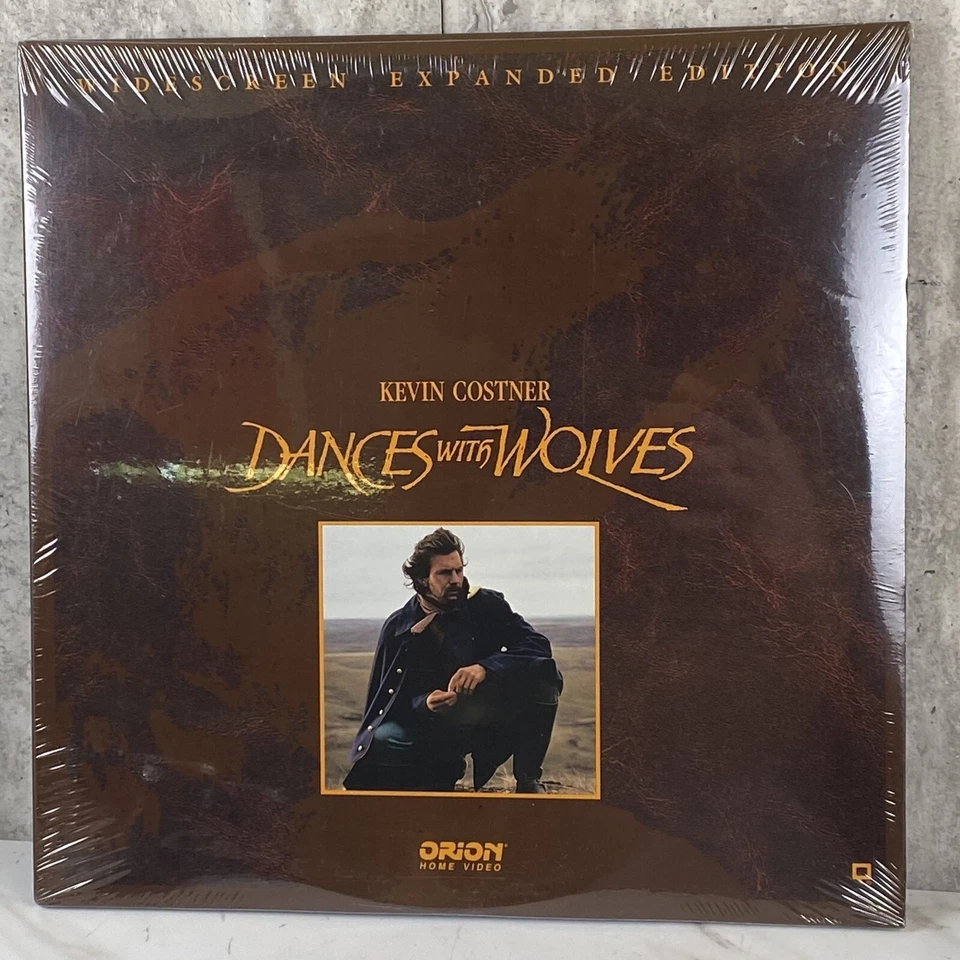 WIDESCREEN EXPANDED EDITION
KEVIN COSTNER
DANCES WITH WOLVES
ORION
HOME VIDEO